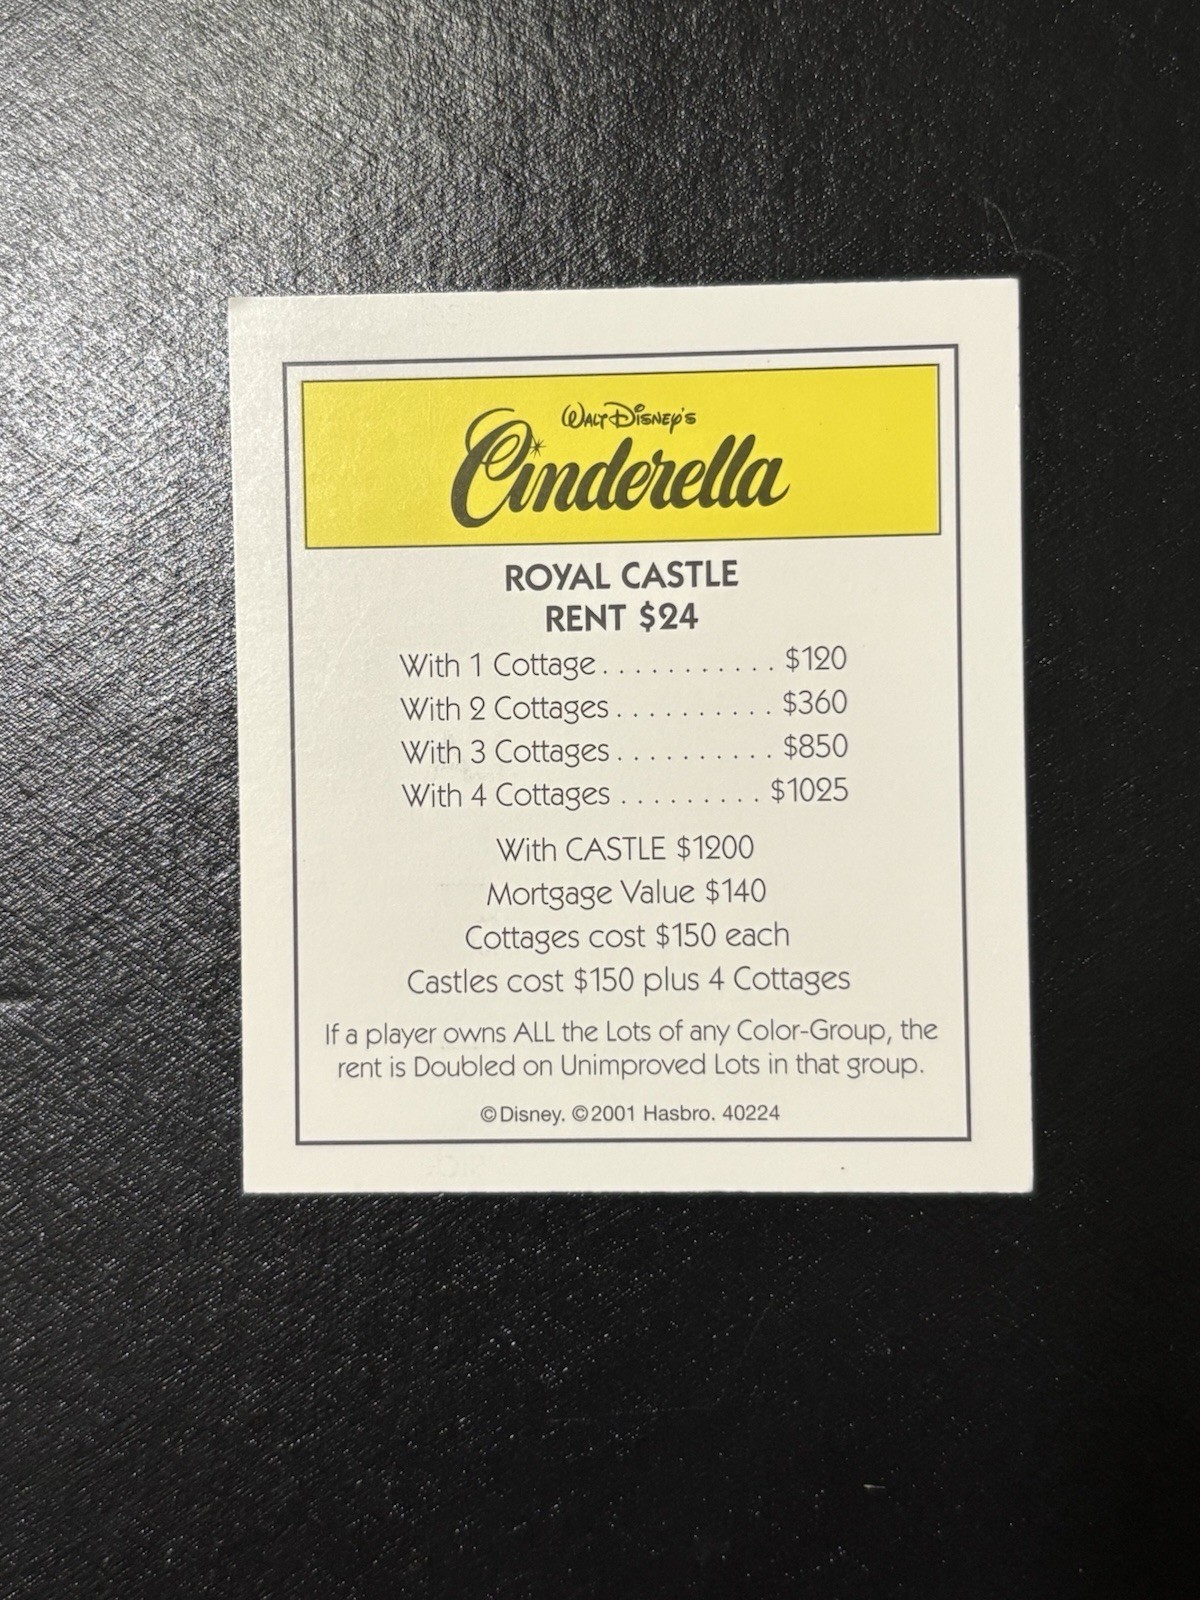 WALT DISNEY'S
Cinderella
ROYAL CASTLE
RENT $24
With 1 Cottage........... $120
With 2 Cottages.......... $360
With 3 Cottages.......... $850
With 4 Cottages ......... $1025
With CASTLE $1200
Mortgage Value $140
Cottages cost $150 each
Castles cost $150 plus 4 Cottages
If a player owns ALL the Lots of any Color-Group, the
rent is Doubled on Unimproved Lots in that group.
©Disney. ©2001 Hasbro. 40224